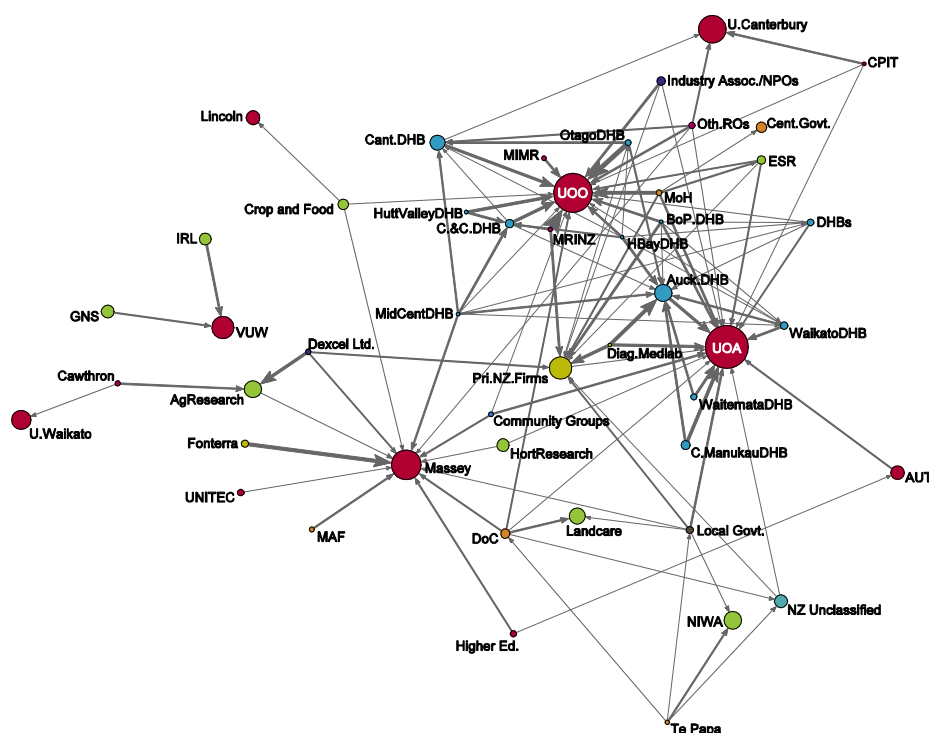 U.Canterbury
CPIT
Industry Assoc./NPOs
Lincoln
Oth.ROs
Cent.Govt.
Cant.DHB
OtagoDHB
MIMR
ESR
UOO
MoH
Crop and Food
HuttValleyDHB
BoP.DHB
DHBs
C.&C.DHB
MRINZ
HBayDHB
IRL
Auck.DHB
GNS
MidCentDHB
VUW
WaikatoDHB
Dexcel Ltd.
UOA
Diag.Medlab
Cawthron
Pri.NZ.Firms
AgResearch
WaitemataDHB
U.Waikato
Community Groups
Fonterra
HortResearch
C.ManukauDHB
Massey
AUT
UNITEC
MAF
DoC
Landcare
Local Govt.
NZ Unclassified
NIWA
Higher Ed.
Te Papa